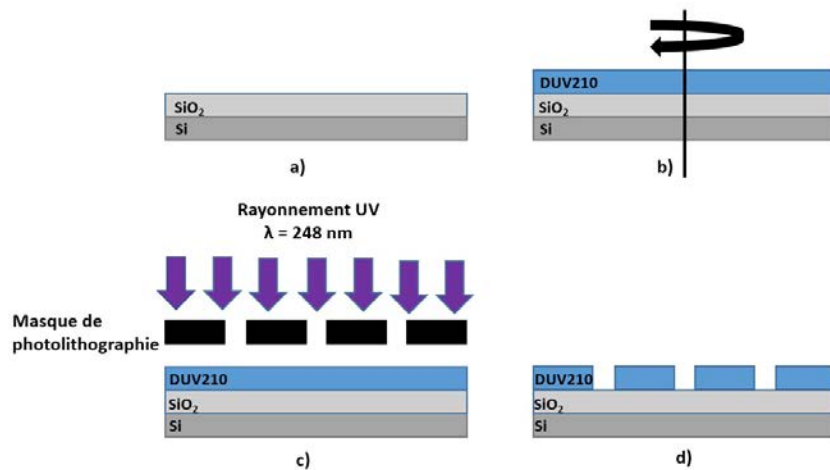 SiO₂
Si
a)
DUV210
SiO₂
Si
b)
Rayonnement UV
λ = 248 nm
Masque de
photolithographie
DUV210
SiO₂
Si
c)
DUV210
SiO₂
Si
d)